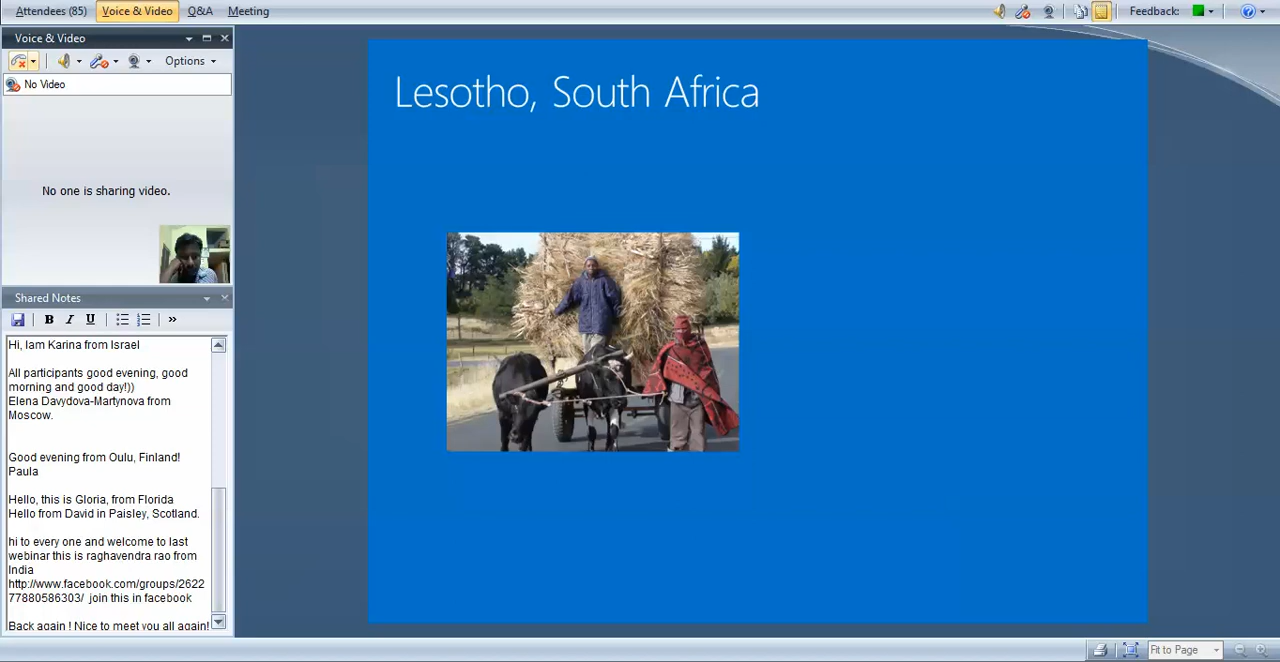 Attendees (85) Voice & Video Q&A Meeting Feedback:
Voice & Video
Options
No Video
No one is sharing video.
Shared Notes
B I U »
Hi, Iam Karina from Israel
All participants good evening, good
morning and good day!))
Elena Davydova-Martynova from
Moscow.
Good evening from Oulu, Finland!
Paula
Hello, this is Gloria, from Florida
Hello from David in Paisley, Scotland.
hi to every one and welcome to last
webinar this is raghavendra rao from
India
http://www.facebook.com/groups/2622
77880586303/ join this in facebook
Back again ! Nice to meet you all again!
Lesotho, South Africa
Fit to Page